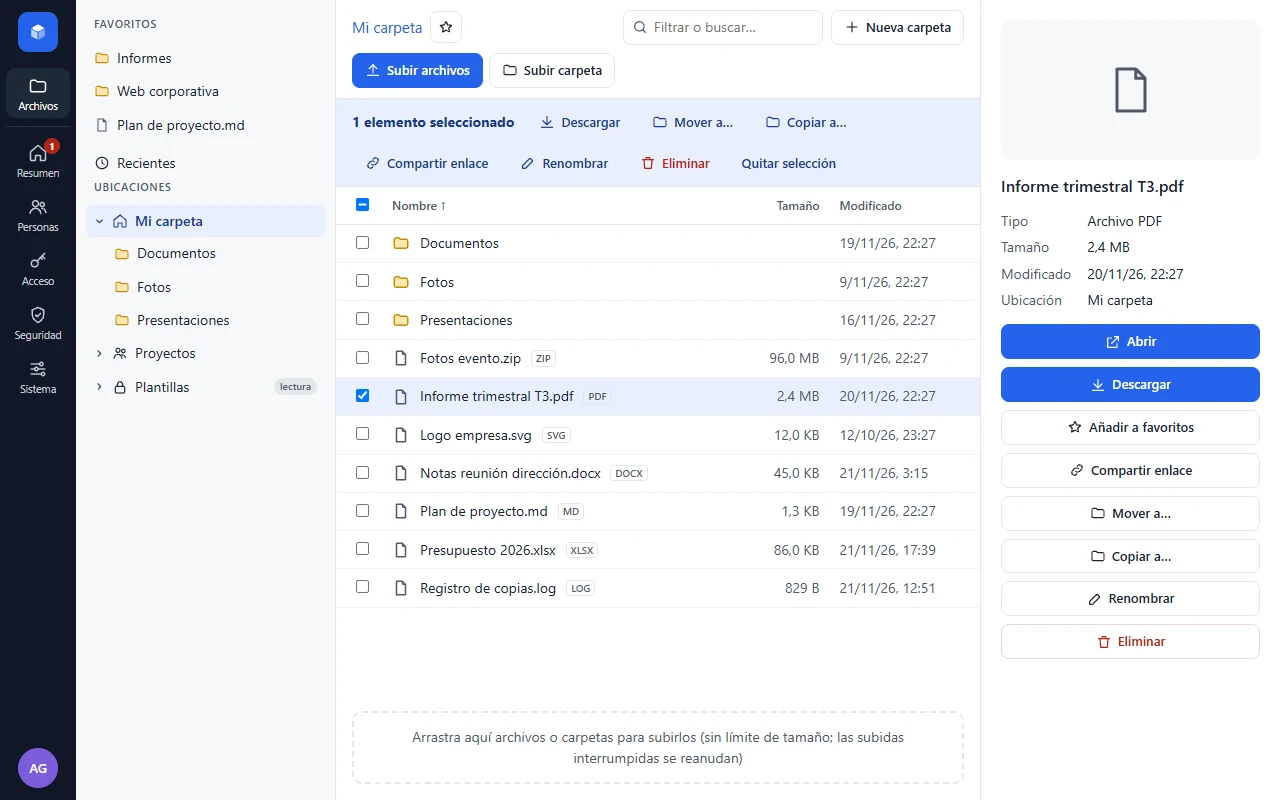 Archivos
1
Resumen
Personas
Acceso
Seguridad
Sistema
AG
FAVORITOS
Informes
Web corporativa
Plan de proyecto.md
Recientes
UBICACIONES
Mi carpeta
Documentos
Fotos
Presentaciones
Proyectos
Plantillas lectura
Mi carpeta
Filtrar o buscar...
Nueva carpeta
Subir archivos
Subir carpeta
1 elemento seleccionado Descargar Mover a... Copiar a...
Compartir enlace Renombrar Eliminar Quitar selección
Nombre ↑ Tamaño Modificado
Documentos 19/11/26, 22:27
Fotos 9/11/26, 22:27
Presentaciones 16/11/26, 22:27
Fotos evento.zip ZIP 96,0 MB 9/11/26, 22:27
Informe trimestral T3.pdf PDF 2,4 MB 20/11/26, 22:27
Logo empresa.svg SVG 12,0 KB 12/10/26, 23:27
Notas reunión dirección.docx DOCX 45,0 KB 21/11/26, 3:15
Plan de proyecto.md MD 1,3 KB 19/11/26, 22:27
Presupuesto 2026.xlsx XLSX 86,0 KB 21/11/26, 17:39
Registro de copias.log LOG 829 B 21/11/26, 12:51
Arrastra aquí archivos o carpetas para subirlos (sin límite de tamaño; las subidas
interrumpidas se reanudan)
Informe trimestral T3.pdf
Tipo Archivo PDF
Tamaño 2,4 MB
Modificado 20/11/26, 22:27
Ubicación Mi carpeta
Abrir
Descargar
Añadir a favoritos
Compartir enlace
Mover a...
Copiar a...
Renombrar
Eliminar